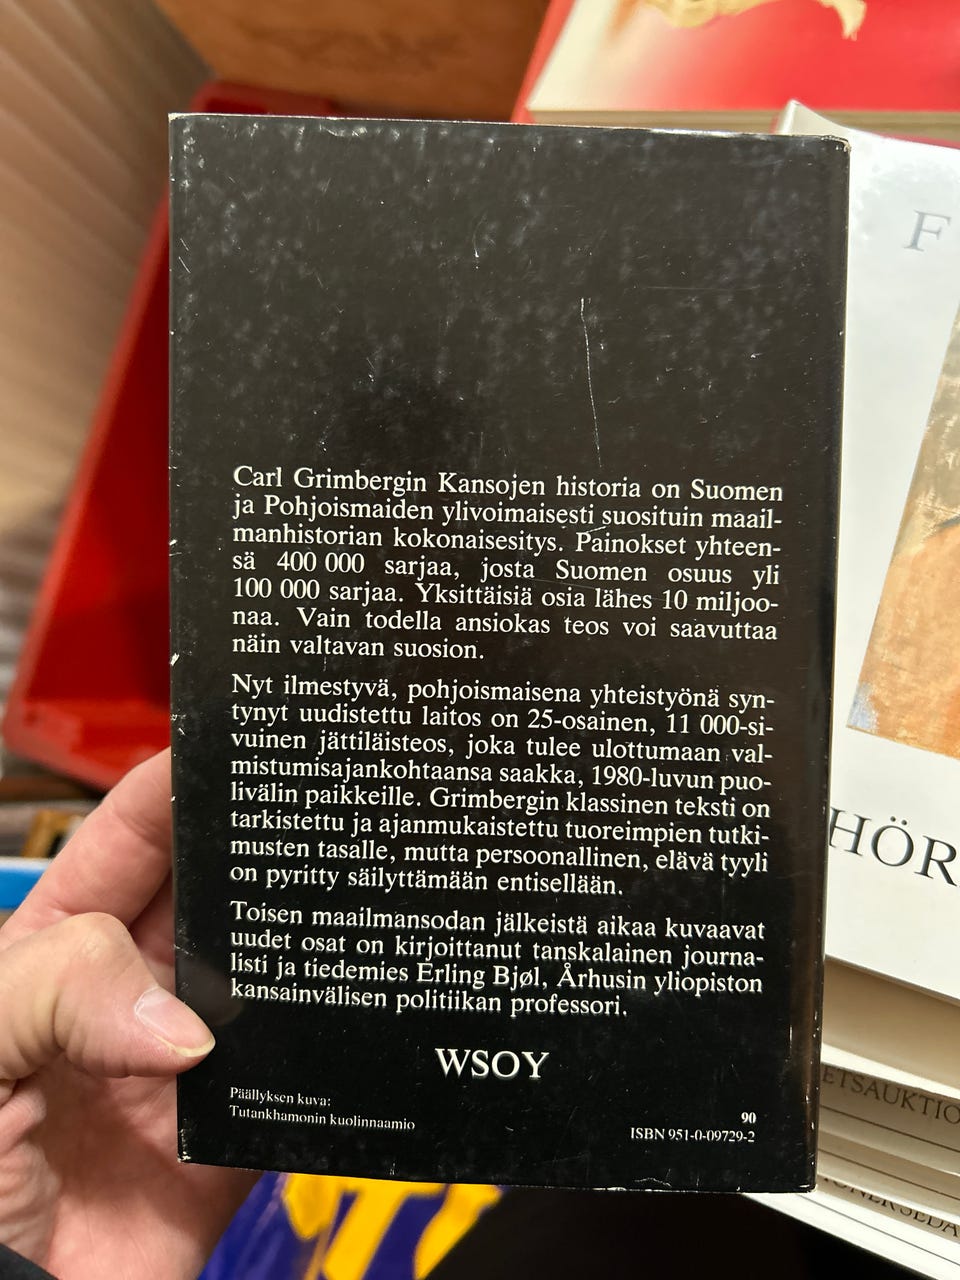 Carl Grimbergin Kansojen historia on Suomen
ja Pohjoismaiden ylivoimaisesti suosituin maail-
manhistorian kokonaisesitys. Painokset yhteen-
sä 400 000 sarjaa, josta Suomen osuus yli
100 000 sarjaa. Yksittäisiä osia lähes 10 miljoo-
naa. Vain todella ansiokas teos voi saavuttaa
näin valtavan suosion.
Nyt ilmestyvä, pohjoismaisena yhteistyönä syn-
tynyt uudistettu laitos on 25-osainen, 11 000-si-
vuinen jättiläisteos, joka tulee ulottumaan val-
mistumisajankohtaansa saakka, 1980-luvun puo-
livälin paikkeille. Grimbergin klassinen teksti on
tarkistettu ja ajanmukaistettu tuoreimpien tutki-
musten tasalle, mutta persoonallinen, elävä tyyli
on pyritty säilyttämään entisellään.
Toisen maailmansodan jälkeistä aikaa kuvaavat
uudet osat on kirjoittanut tanskalainen journa-
listi ja tiedemies Erling Bjøl, Århusin yliopiston
kansainvälisen politiikan professori.
WSOY
Päällyksen kuva:
Tutankhamonin kuolinnaamio
90
ISBN 951-0-09729-2
F
HÖR
ETSAUKTIO